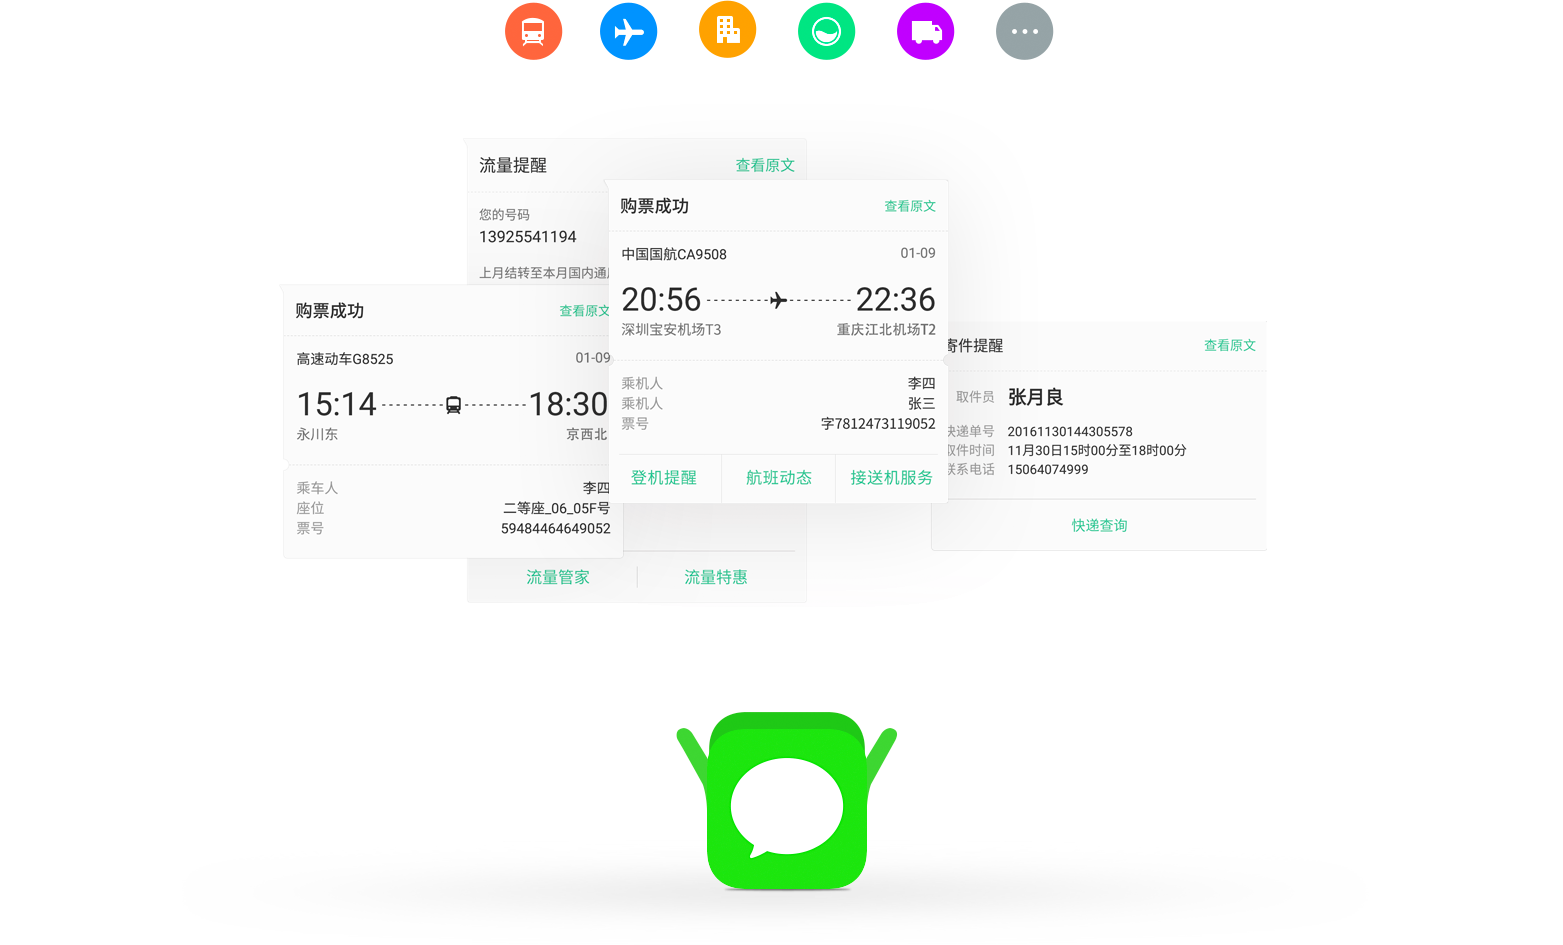 流量提醒
查看原文
您的号码
13925541194
上月结转至本月国内通
购票成功
查看原文
中国国航CA9508
01-09
20:56
22:36
深圳宝安机场T3
重庆江北机场T2
乘机人
李四
乘机人
张三
票号
字7812473119052
登机提醒
航班动态
接送机服务
购票成功
查看原文
高速动车G8525
01-09
15:14
18:30
永川东
京西北
乘车人
李四
座位
二等座_06_05F号
票号
59484464649052
流量管家
流量特惠
寄件提醒
查看原文
取件员
张月良
快递单号
20161130144305578
取件时间
11月30日15时00分至18时00分
联系电话
15064074999
快递查询